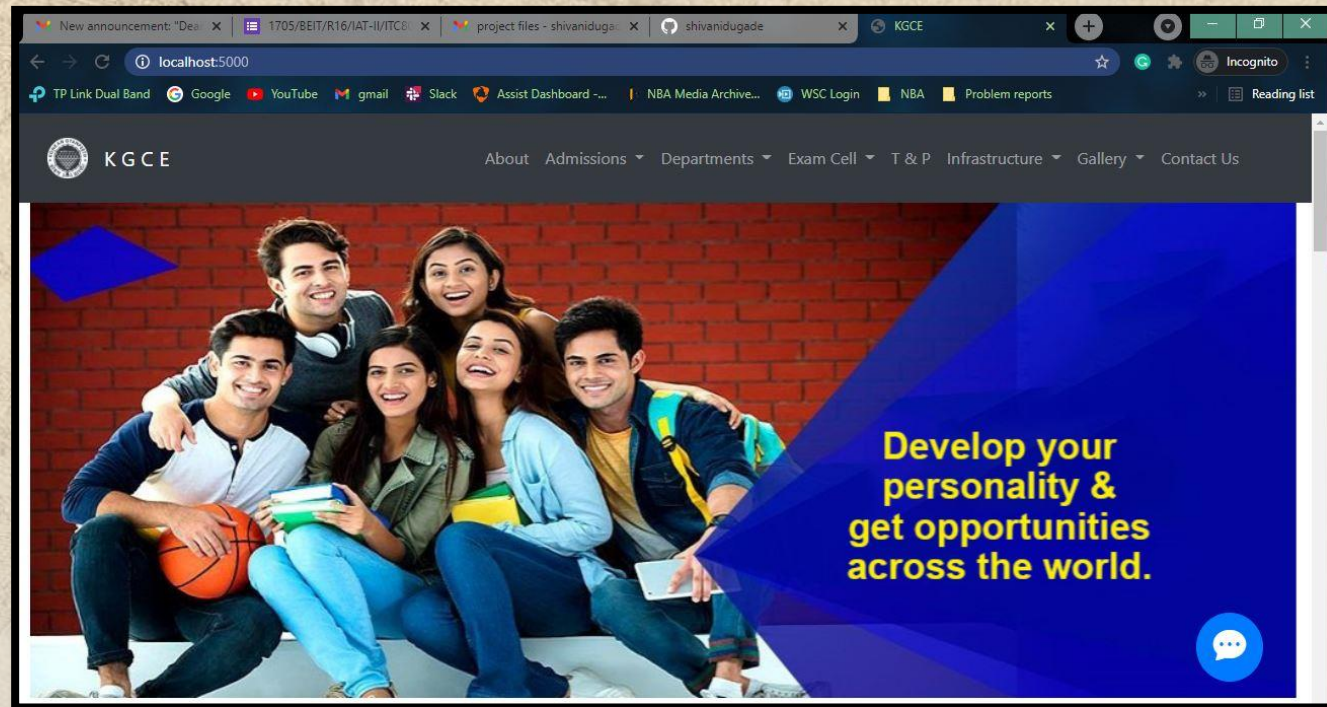 New announcement: "Dea
1705/BEIT/R16/IAT-II/ITC80
project files - shivanidugad
shivanidugade
KGCE
localhost:5000
Incognito
TP Link Dual Band
Google
YouTube
gmail
Slack
Assist Dashboard -...
NBA Media Archive...
WSC Login
NBA
Problem reports
»
Reading list
KGCE
About
Admissions
Departments
Exam Cell
T & P
Infrastructure
Gallery
Contact Us
Develop your
personality &
get opportunities
across the world.